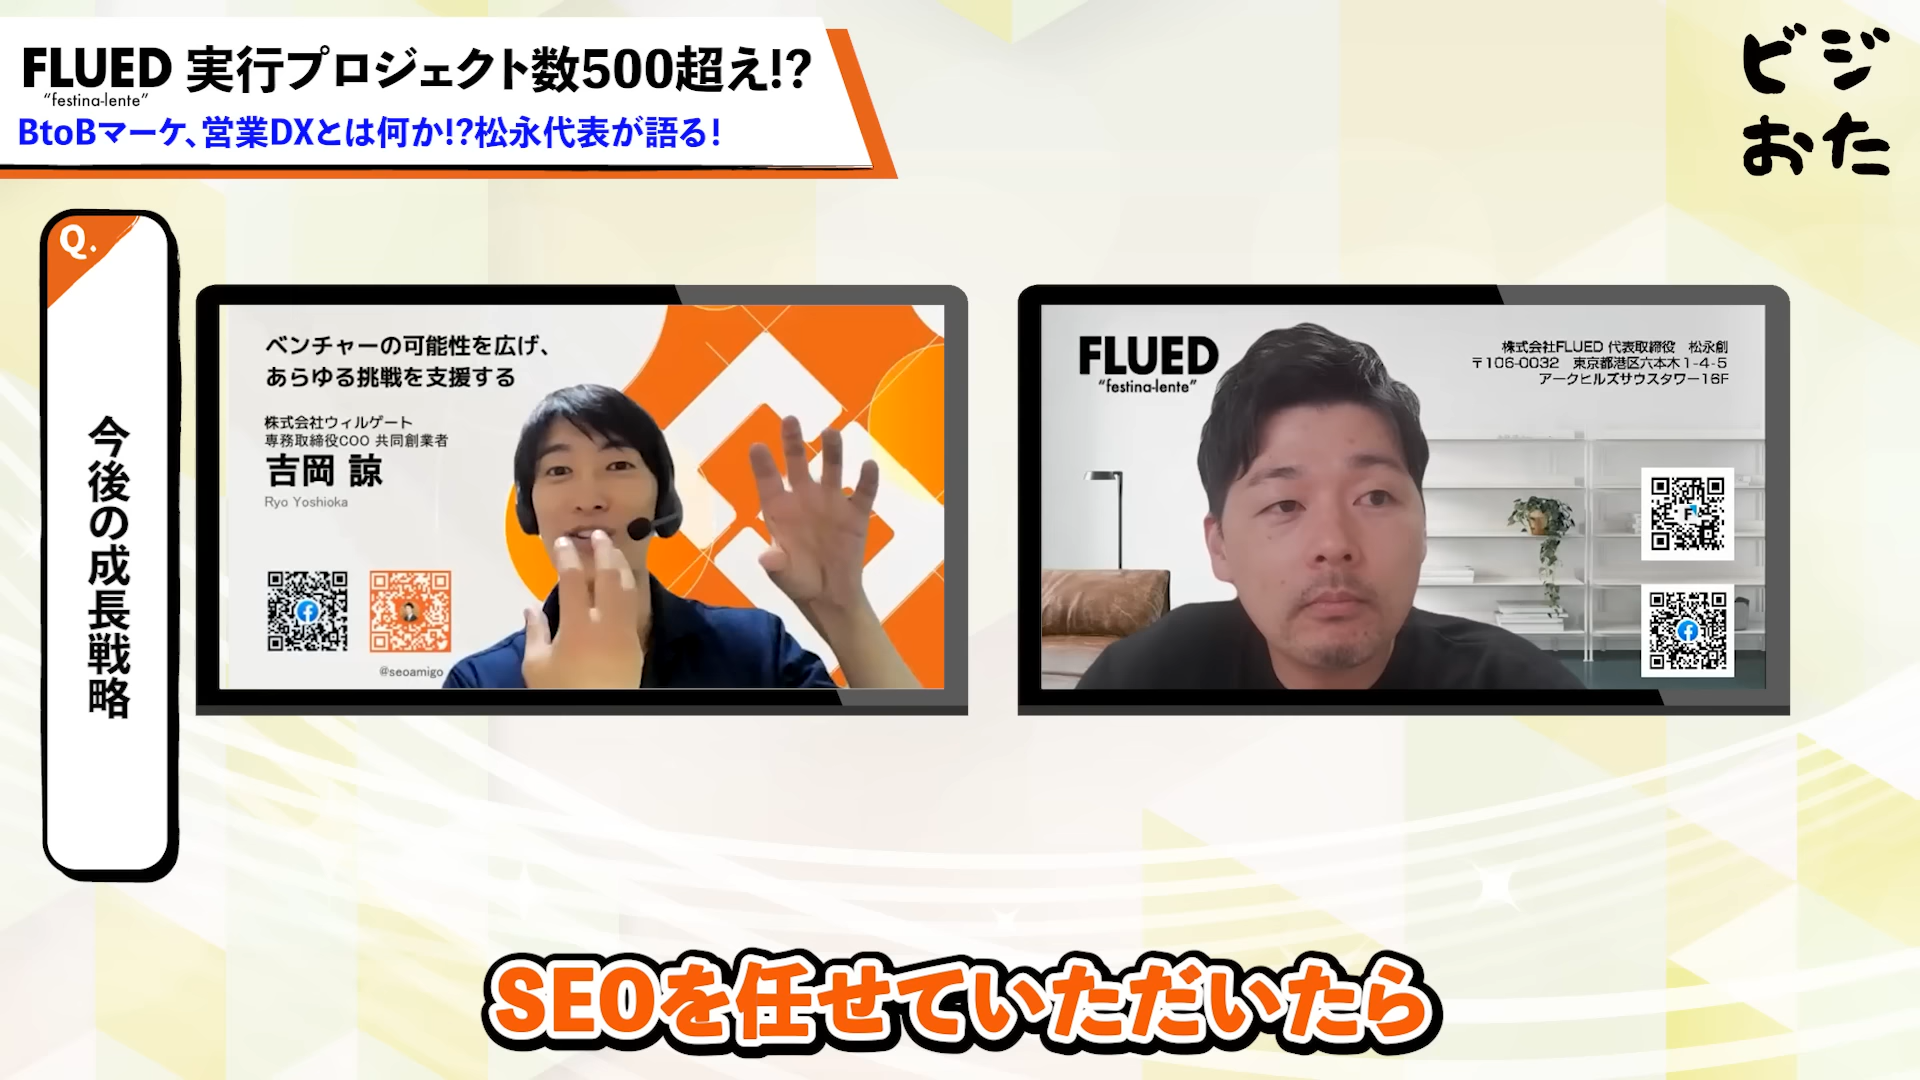 FLUED 実行プロジェクト数500超え!?
“festina-lente”
BtoBマーケ、営業DXとは何か!?松永代表が語る!
ビジ
おた
Q.
今後の成長戦略
ベンチャーの可能性を広げ、
あらゆる挑戦を支援する
株式会社ウィルゲート
専務取締役COO 共同創業者
吉岡 諒
Ryo Yoshioka
@seoamigo
FLUED
“festina-lente”
株式会社FLUED 代表取締役 松永創
〒106-0032 東京都港区六本木1-4-5
アークヒルズサウスタワー16F
SEOを任せていただいたら